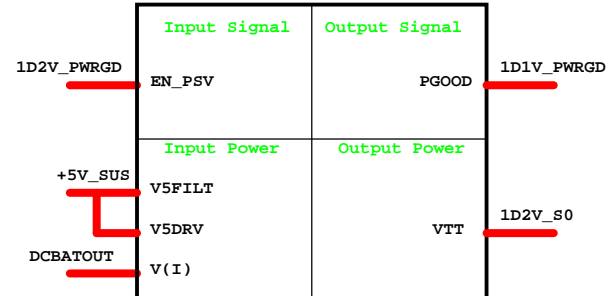 Input Signal Output Signal
1D2V_PWRGD EN_PSV PGOOD 1D1V_PWRGD
Input Power Output Power
+5V_SUS V5FILT
V5DRV VTT 1D2V_S0
DCBATOUT V(I)